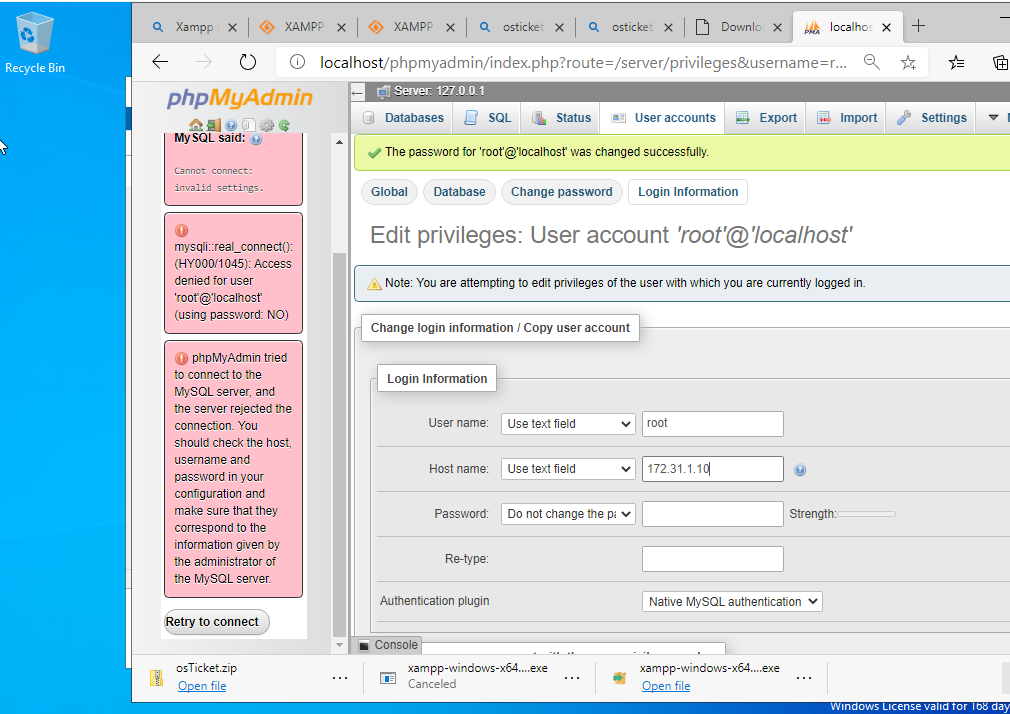 Recycle Bin
Xampp
XAMPP
XAMPP
osticket
osticket
Downlo
localhos
localhost/phpmyadmin/index.php?route=/server/privileges&username=r...
phpMyAdmin
MySQL said:
Cannot connect:
invalid settings.
mysqli::real_connect():
(HY000/1045): Access
denied for user
'root'@'localhost'
(using password: NO)
phpMyAdmin tried
to connect to the
MySQL server, and
the server rejected the
connection. You
should check the host,
username and
password in your
configuration and
make sure that they
correspond to the
information given by
the administrator of
the MySQL server.
Retry to connect
Server: 127.0.0.1
Databases SQL Status User accounts Export Import Settings
The password for 'root'@'localhost' was changed successfully.
Global Database Change password Login Information
Edit privileges: User account 'root'@'localhost'
Note: You are attempting to edit privileges of the user with which you are currently logged in.
Change login information / Copy user account
Login Information
User name: Use text field root
Host name: Use text field 172.31.1.10
Password: Do not change the pa Strength:
Re-type:
Authentication plugin Native MySQL authentication
Console
osTicket.zip
Open file
xampp-windows-x64....exe
Canceled
xampp-windows-x64....exe
Open file
Windows License valid for 168 day